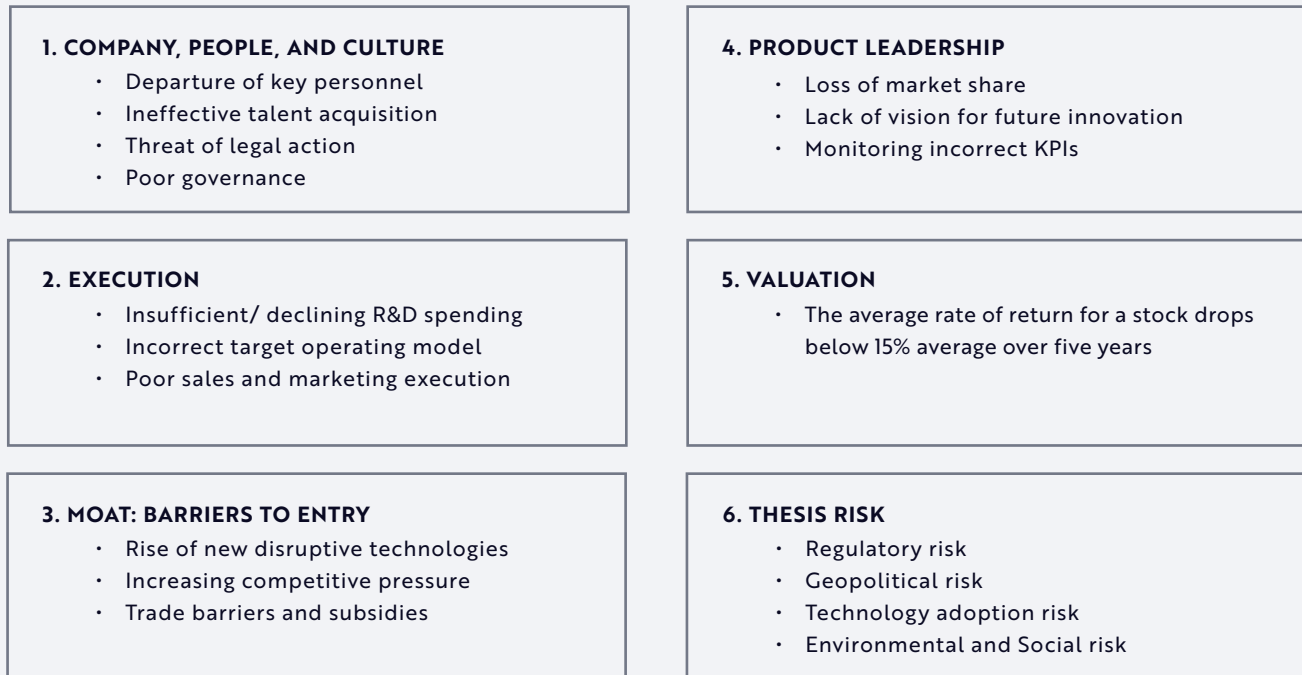 1. COMPANY, PEOPLE, AND CULTURE
• Departure of key personnel
• Ineffective talent acquisition
• Threat of legal action
• Poor governance
2. EXECUTION
• Insufficient/ declining R&D spending
• Incorrect target operating model
• Poor sales and marketing execution
3. MOAT: BARRIERS TO ENTRY
• Rise of new disruptive technologies
• Increasing competitive pressure
• Trade barriers and subsidies
4. PRODUCT LEADERSHIP
• Loss of market share
• Lack of vision for future innovation
• Monitoring incorrect KPIs
5. VALUATION
• The average rate of return for a stock drops
below 15% average over five years
6. THESIS RISK
• Regulatory risk
• Geopolitical risk
• Technology adoption risk
• Environmental and Social risk